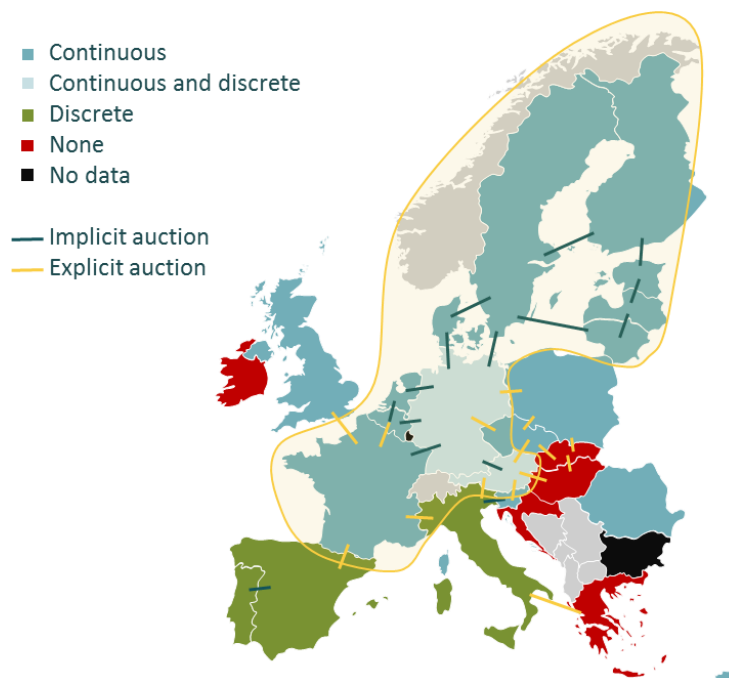 Continuous
Continuous and discrete
Discrete
None
No data
Implicit auction
Explicit auction